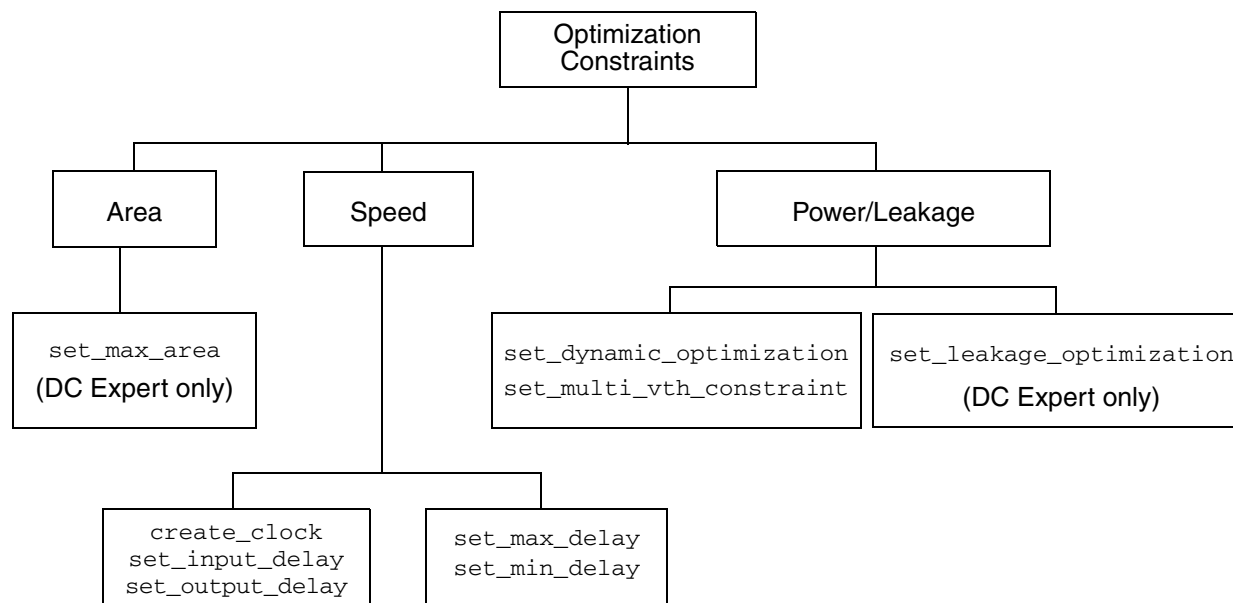 Optimization
Constraints
Area
Speed
Power/Leakage
set_max_area
(DC Expert only)
set_dynamic_optimization
set_multi_vth_constraint
set_leakage_optimization
(DC Expert only)
create_clock
set_input_delay
set_output_delay
set_max_delay
set_min_delay